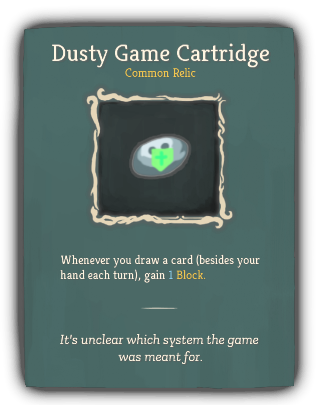 Dusty Game Cartridge
Common Relic
Whenever you draw a card (besides your
hand each turn), gain 1 Block.
It's unclear which system the game
was meant for.